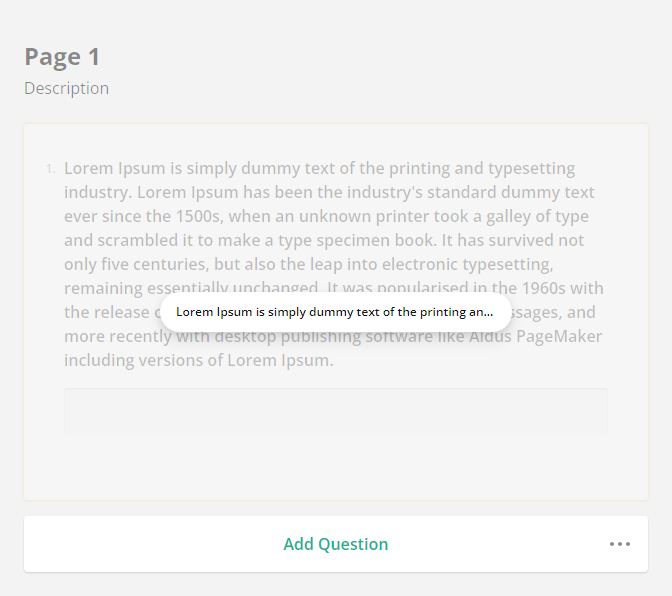 Page 1
Description
1. Lorem Ipsum is simply dummy text of the printing and typesetting
industry. Lorem Ipsum has been the industry's standard dummy text
ever since the 1500s, when an unknown printer took a galley of type
and scrambled it to make a type specimen book. It has survived not
only five centuries, but also the leap into electronic typesetting,
remaining essentially unchanged. It was popularised in the 1960s with
the release
Lorem Ipsum is simply dummy text of the printing an...
and
more recently with desktop publishing software like Aldus PageMaker
including versions of Lorem Ipsum.
Add Question